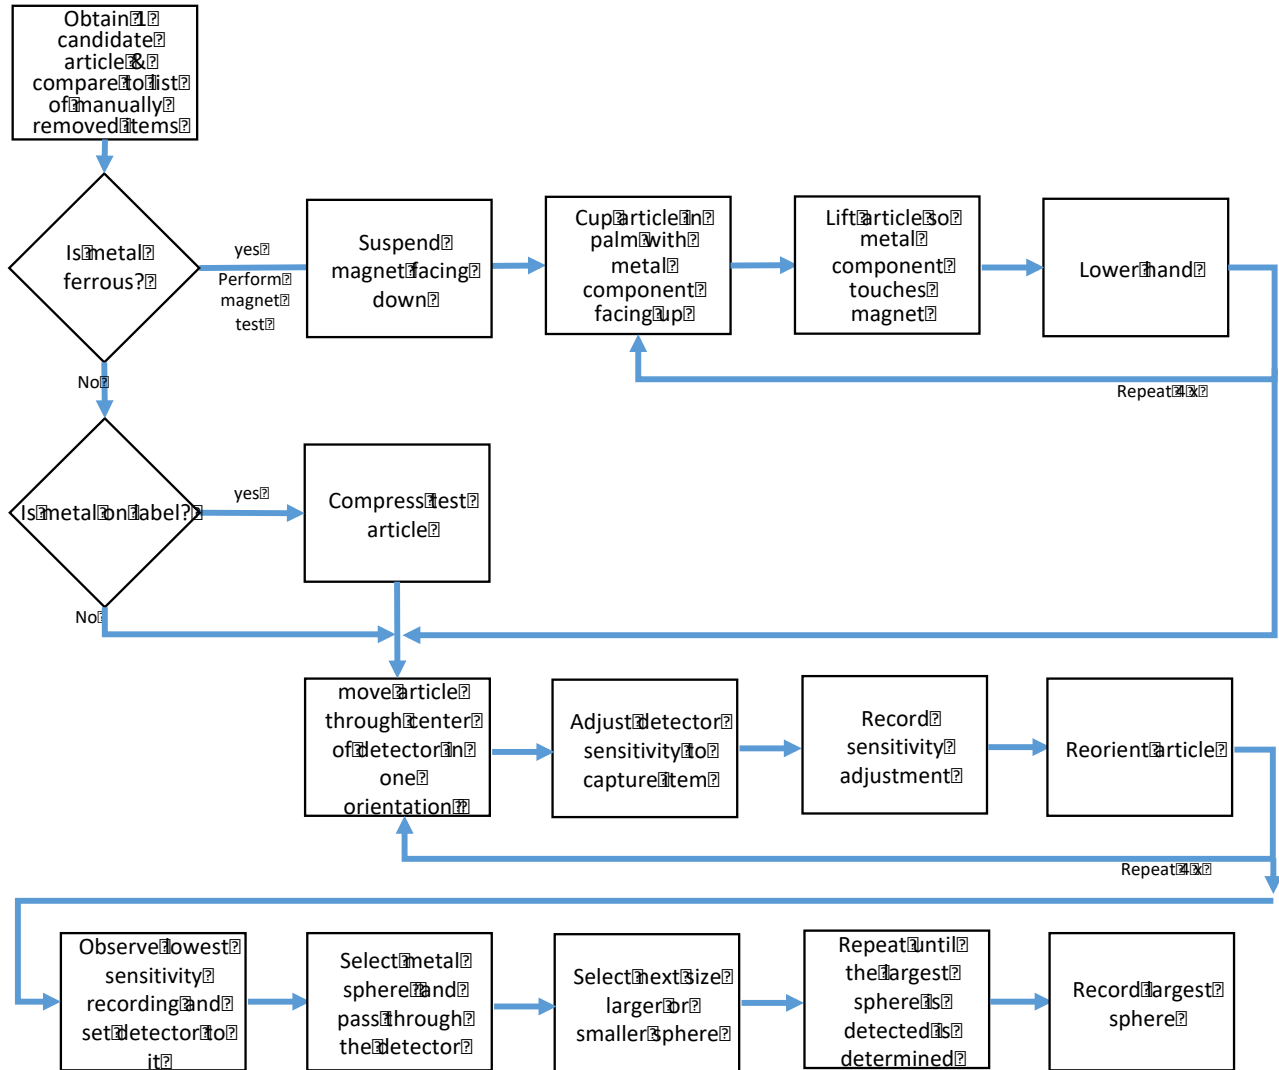 Obtain 1
candidate
article &
compare to list
of manually
removed items
Is metal
ferrous?
yes
Perform
magnet
test
Suspend
magnet facing
down
Cup article in
palm with
metal
component
facing up
Lift article so
metal
component
touches
magnet
Lower hand
Repeat 4 x
No
Is metal on label?
yes
Compress test
article
No
move article
through center
of detector in
one
orientation
Adjust detector
sensitivity to
capture item
Record
sensitivity
adjustment
Reorient article
Repeat 4 x
Observe lowest
sensitivity
recording and
set detector to
it
Select metal
sphere and
pass through
the detector
Select next size
larger or
smaller sphere
Repeat until
the largest
sphere is
detected is
determined
Record largest
sphere